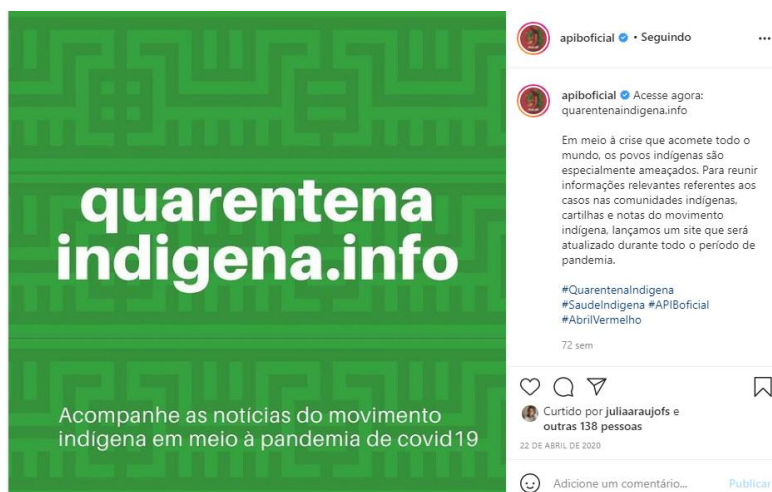 quarentena
indigena.info
Acompanhe as notícias do movimento
indígena em meio à pandemia de covid19
apiboficial • Seguindo
apiboficial Acesse agora:
quarentenaindigena.info
Em meio à crise que acomete todo o
mundo, os povos indígenas são
especialmente ameaçados. Para reunir
informações relevantes referentes aos
casos nas comunidades indígenas,
cartilhas e notas do movimento
indígena, lançamos um site que será
atualizado durante todo o período de
pandemia.
#QuarentenaIndigena
#SaudeIndigena #APIBoficial
#AbrilVermelho
72 sem
Curtido por juliaaraujofs e
outras 138 pessoas
22 DE ABRIL DE 2020
Adicione um comentário... Publicar